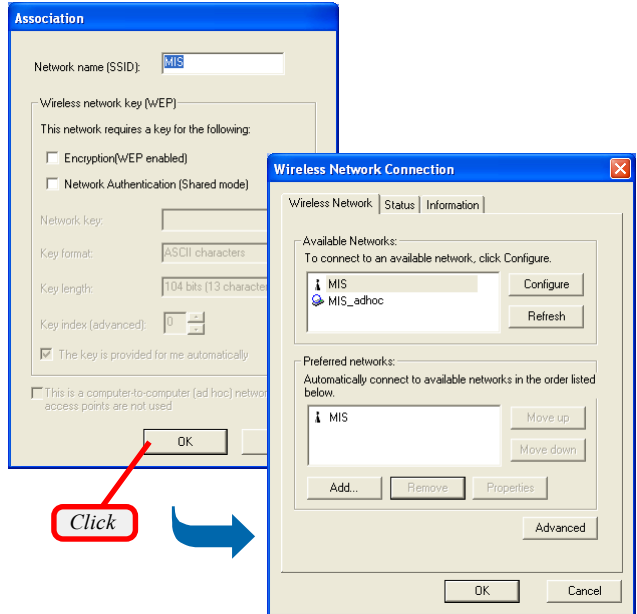 Association
Network name (SSID):
MIS
Wireless network key (WEP)
This network requires a key for the following:
Encryption(WEP enabled)
Network Authentication (Shared mode)
Network key:
Key format:
ASCII characters
Key length:
104 bits (13 character
Key index (advanced):
0
The key is provided for me automatically
This is a computer-to-computer (ad hoc) networ
access points are not used
OK
Click
Wireless Network Connection
Wireless Network
Status
Information
Available Networks:
To connect to an available network, click Configure.
MIS
MIS_adhoc
Configure
Refresh
Preferred networks:
Automatically connect to available networks in the order listed
below.
MIS
Move up
Move down
Add...
Remove
Properties
Advanced
OK
Cancel